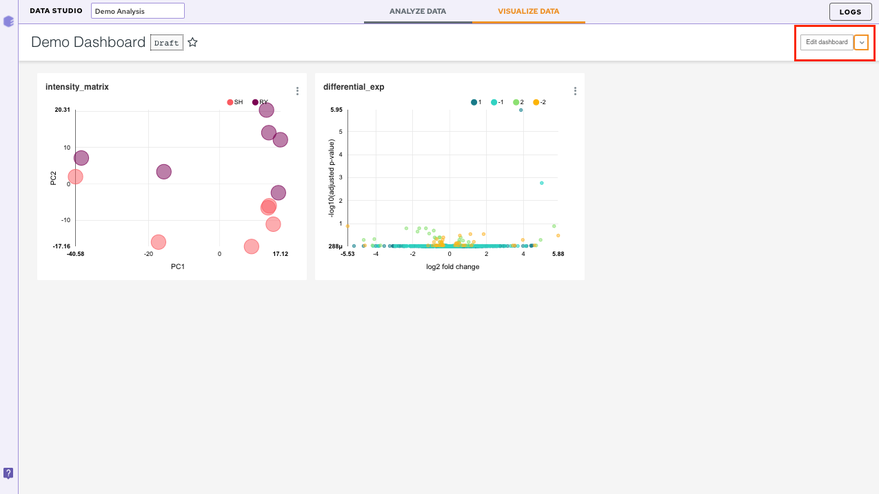 DATA STUDIO
Demo Analysis
ANALYZE DATA
VISUALIZE DATA
LOGS
Demo Dashboard
Draft
Edit dashboard
intensity_matrix
SH
RY
20.31
10
0
-10
-17.16
PC2
-40.58
-20
0
17.12
PC1
differential_exp
1
-1
2
-2
5.95
5
4
3
2
1
288µ
-log10(adjusted p-value)
-5.53
-4
-2
0
2
4
5.88
log2 fold change
?